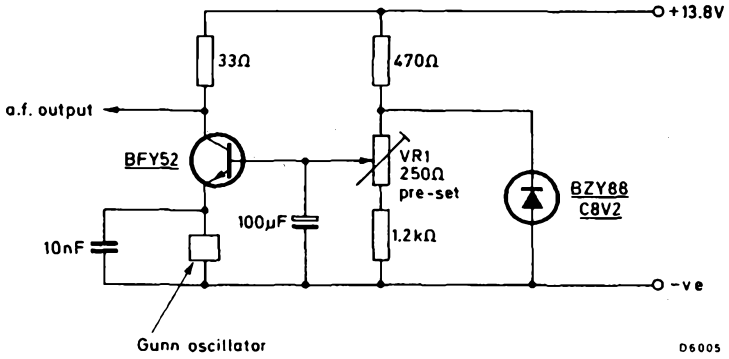 +13.8V
33Ω
470Ω
a.f. output
BFY52
VR1
250Ω
pre-set
BZY88
C8V2
100µF
1.2kΩ
10nF
-ve
Gunn oscillator
D6005